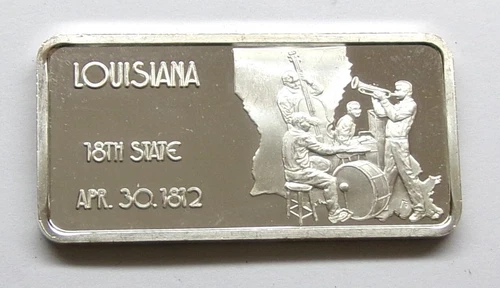 LOUISIANA
18TH STATE
APR. 30. 1812